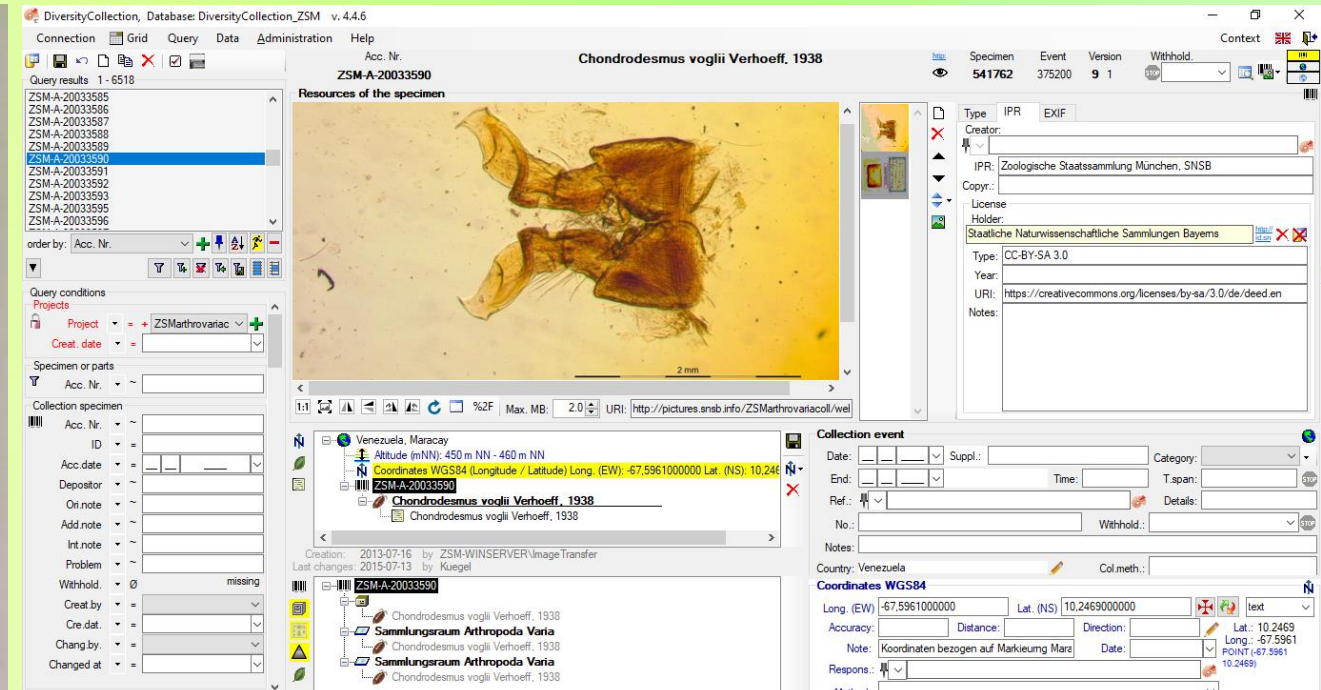 DiversityCollection, Database: DiversityCollection_ZSM v. 4.4.6
Connection Grid Query Data Administration Help Context
Query results 1 - 6518
ZSM-A-20033585
ZSM-A-20033586
ZSM-A-20033587
ZSM-A-20033588
ZSM-A-20033589
ZSM-A-20033590
ZSM-A-20033591
ZSM-A-20033592
ZSM-A-20033593
ZSM-A-20033595
ZSM-A-20033596
order by: Acc. Nr.
Query conditions
Projects
Project = + ZSMarthrovariac
Creat. date =
Specimen or parts
Acc. Nr. ~
Collection specimen
Acc. Nr. ~
ID =
Acc.date =
Depositor ~
Ori.note ~
Add.note ~
Int.note ~
Problem ~
Withhold. Ø missing
Creat.by =
Cre.dat. =
Chang.by. =
Changed at =
Acc. Nr.
ZSM-A-20033590
Chondrodesmus voglii Verhoeff, 1938
http:
Specimen Event Version Withhold.
541762 375200 9 1
STOP
Resources of the specimen
2 mm
1:1 %2F Max. MB: 2.0 URI: http://pictures.snsb.info/ZSMarthrovariacoll/wel
Type IPR EXIF
Creator:
IPR: Zoologische Staatssammlung München, SNSB
Copyr.:
License
Holder:
Staatliche Naturwissenschaftliche Sammlungen Bayerns
http://
id.sn
Type: CC-BY-SA 3.0
Year:
URI: https://creativecommons.org/licenses/by-sa/3.0/de/deed.en
Notes:
Venezuela, Maracay
Altitude (mNN): 450 m NN - 460 m NN
Coordinates WGS84 (Longitude / Latitude) Long. (EW): -67,5961000000 Lat. (NS): 10,246
ZSM-A-20033590
Chondrodesmus voglii Verhoeff, 1938
Chondrodesmus voglii Verhoeff, 1938
Creation: 2013-07-16 by ZSM-WINSERVER\ImageTransfer
Last changes: 2015-07-13 by Kuegel
ZSM-A-20033590
Chondrodesmus voglii Verhoeff, 1938
Sammlungsraum Arthropoda Varia
Chondrodesmus voglii Verhoeff, 1938
Sammlungsraum Arthropoda Varia
Chondrodesmus voglii Verhoeff, 1938
Collection event
Date: Suppl.: Category:
End: Time: T.span: STOP
Ref.: Details:
No.: Withhold.: STOP
Notes:
Country: Venezuela Col.meth.:
Coordinates WGS84
Long. (EW) -67,5961000000 Lat. (NS) 10,2469000000 text
Accuracy: Distance: Direction: Lat.: 10.2469
Long.: -67.5961
Note: Koordinaten bezogen auf Markieurng Mara Date: POINT (-67.5961
10.2469)
Respons.: